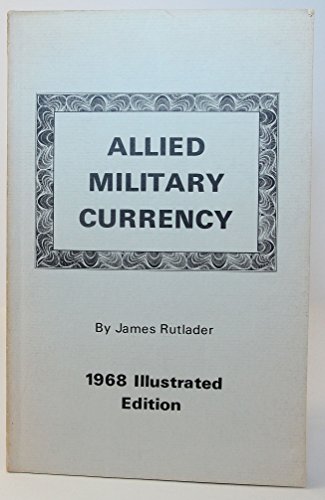 ALLIED
MILITARY
CURRENCY
By James Rutlader
1968 Illustrated
Edition